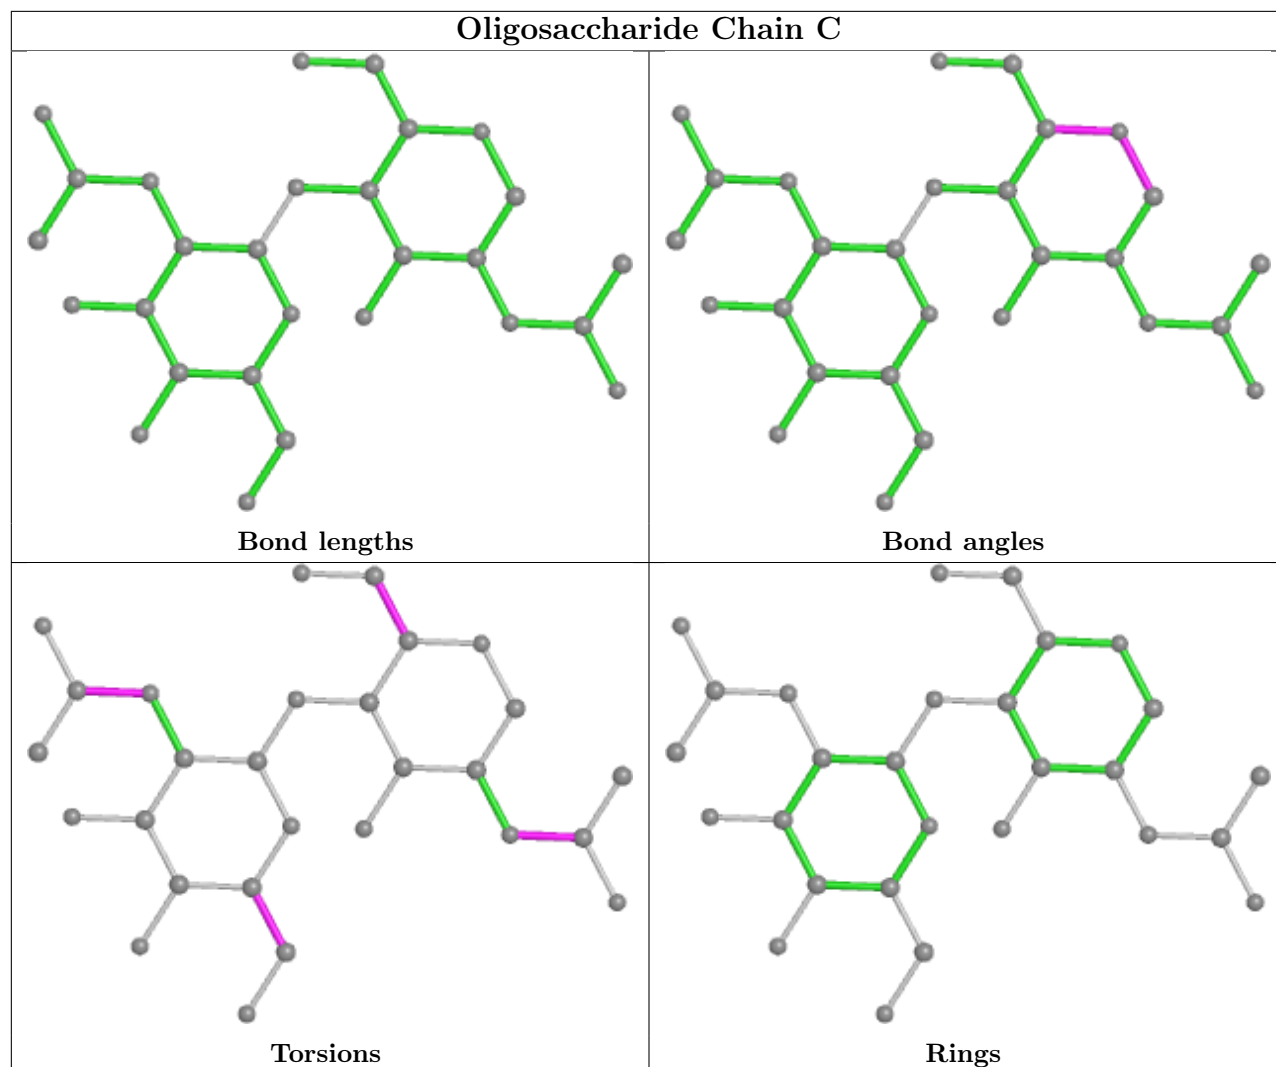 Oligosaccharide Chain C
Bond lengths
Bond angles
Torsions
Rings